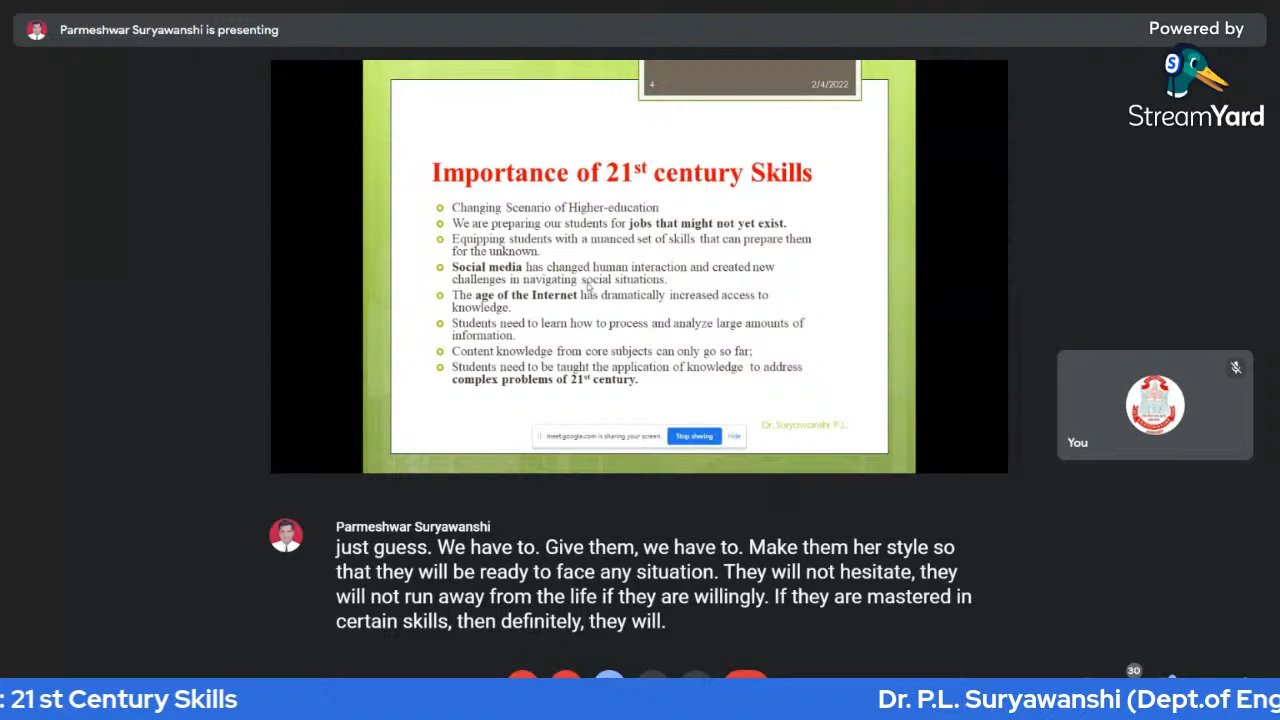 Parmeshwar Suryawanshi is presenting
Powered by
StreamYard
4
2/4/2022
Importance of 21st century Skills
Changing Scenario of Higher-education
We are preparing our students for jobs that might not yet exist.
Equipping students with a nuanced set of skills that can prepare them
for the unknown.
Social media has changed human interaction and created new
challenges in navigating social situations.
The age of the Internet has dramatically increased access to
knowledge.
Students need to learn how to process and analyze large amounts of
information.
Content knowledge from core subjects can only go so far;
Students need to be taught the application of knowledge to address
complex problems of 21st century.
Dr. Suryawanshi P.L.
meet.google.com is sharing your screen. Stop sharing Hide
You
Parmeshwar Suryawanshi
just guess. We have to. Give them, we have to. Make them her style so
that they will be ready to face any situation. They will not hesitate, they
will not run away from the life if they are willingly. If they are mastered in
certain skills, then definitely, they will.
30
: 21 st Century Skills
Dr. P.L. Suryawanshi (Dept.of Eng